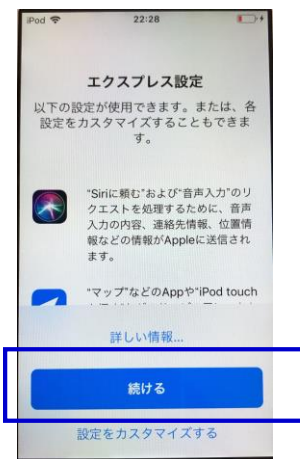 iPod
22:28
エクスプレス設定
以下の設定が使用できます。または、各
設定をカスタマイズすることもできま
す。
"Siriに頼む"および"音声入力"のリ
クエストを処理するために、音声
入力の内容、連絡先情報、位置情
報などの情報がAppleに送信され
ます。
"マップ"などのAppや"iPod touch
詳しい情報...
続ける
設定をカスタマイズする